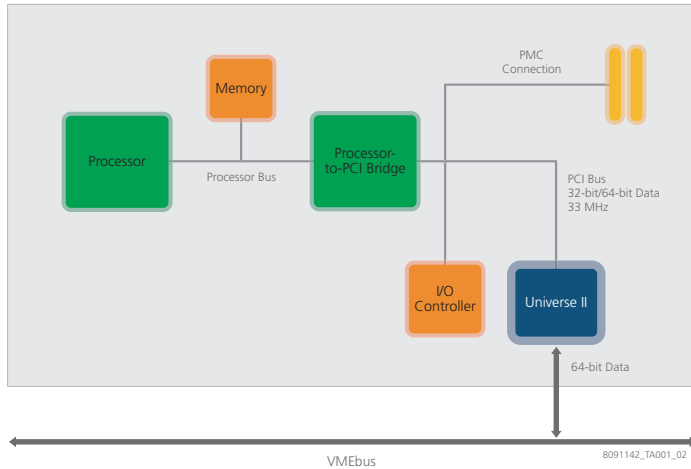 PMC
Connection
Memory
Processor
Processor Bus
Processor-
to-PCI Bridge
PCI Bus
32-bit/64-bit Data
33 MHz
I/O
Controller
Universe II
64-bit Data
VMEbus
8091142_TA001_02